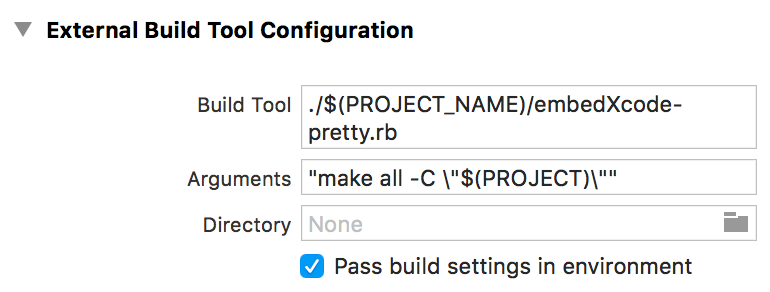 External Build Tool Configuration
Build Tool ./$(PROJECT_NAME)/embedXcode-
pretty.rb
Arguments "make all -C \"$(PROJECT)\""
Directory None
Pass build settings in environment